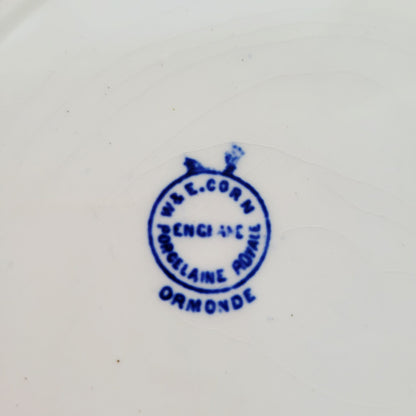 W & E. CORN
ENGLAND
PORCELAINE ROYALE
ORMONDE